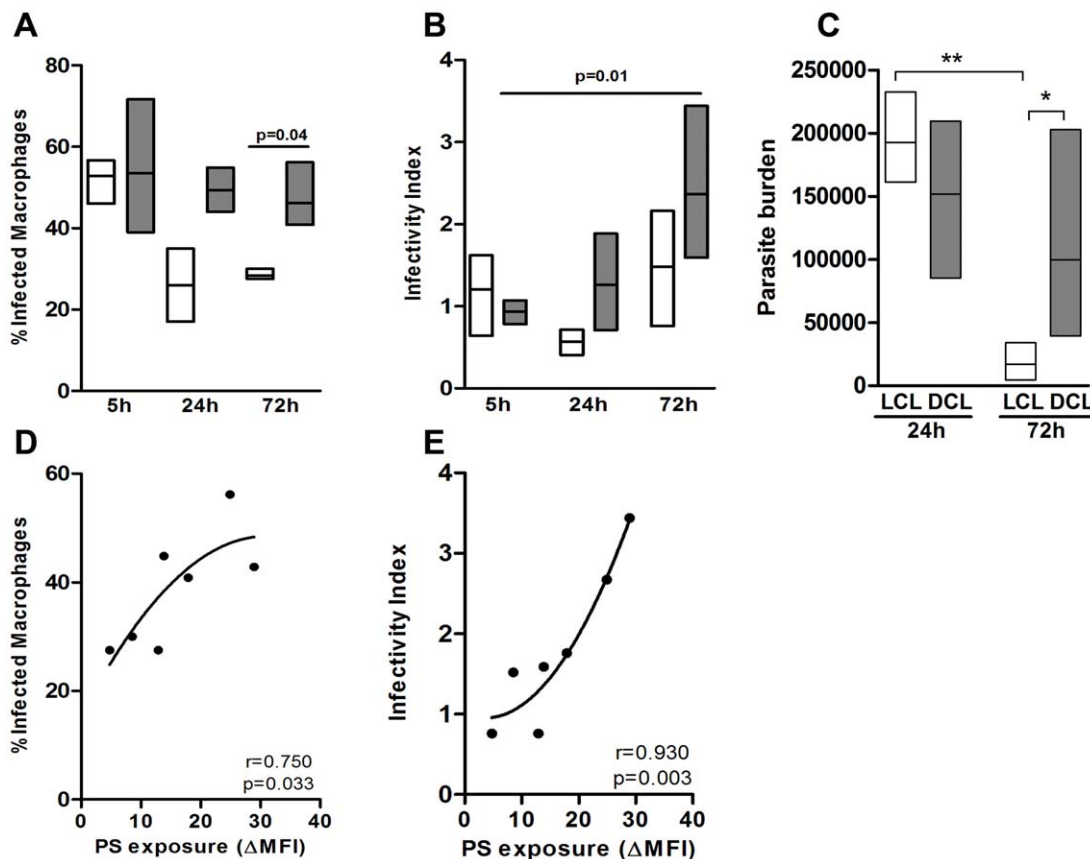 A
%Infected Macrophages
80
60
40
20
0
p=0.04
5h 24h 72h
B
Infectivity Index
4
3
2
1
0
p=0.01
5h 24h 72h
C
Parasite burden
250000
200000
150000
100000
50000
0
**
*
LCL DCL LCL DCL
24h 72h
D
%Infected Macrophages
60
40
20
0
r=0.750
p=0.033
0 10 20 30 40
PS exposure (ΔMFI)
E
Infectivity Index
4
3
2
1
0
r=0.930
p=0.003
0 10 20 30 40
PS exposure (ΔMFI)